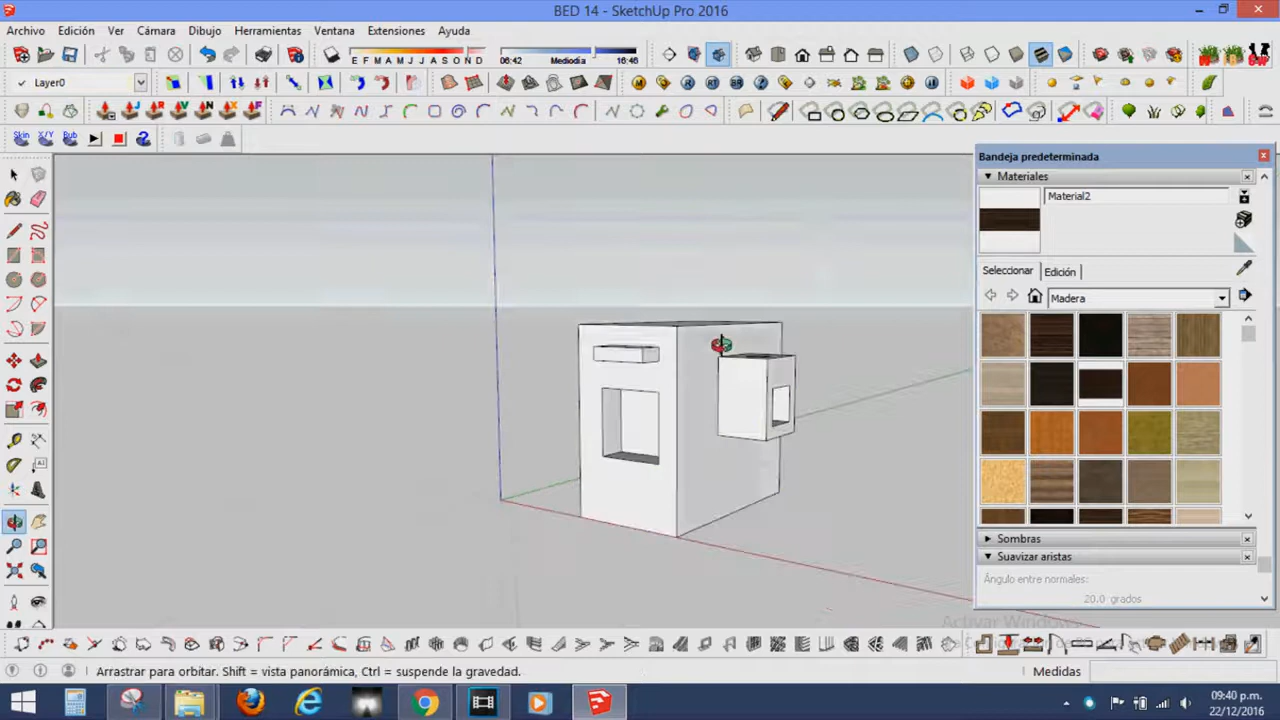 BED 14 - SketchUp Pro 2016
Archivo Edición Ver Cámara Dibujo Herramientas Ventana Extensiones Ayuda
E F M A M J J A S O N D 06:42 Mediodía 16:46
Layer0
Skin X/Y Bub
Bandeja predeterminada
Materiales
Material2
Seleccionar Edición
Madera
Sombras
Suavizar aristas
Ángulo entre normales:
20.0 grados
Activar Windows
Arrastrar para orbitar. Shift = vista panorámica, Ctrl = suspende la gravedad.
Medidas
09:40 p.m.
22/12/2016